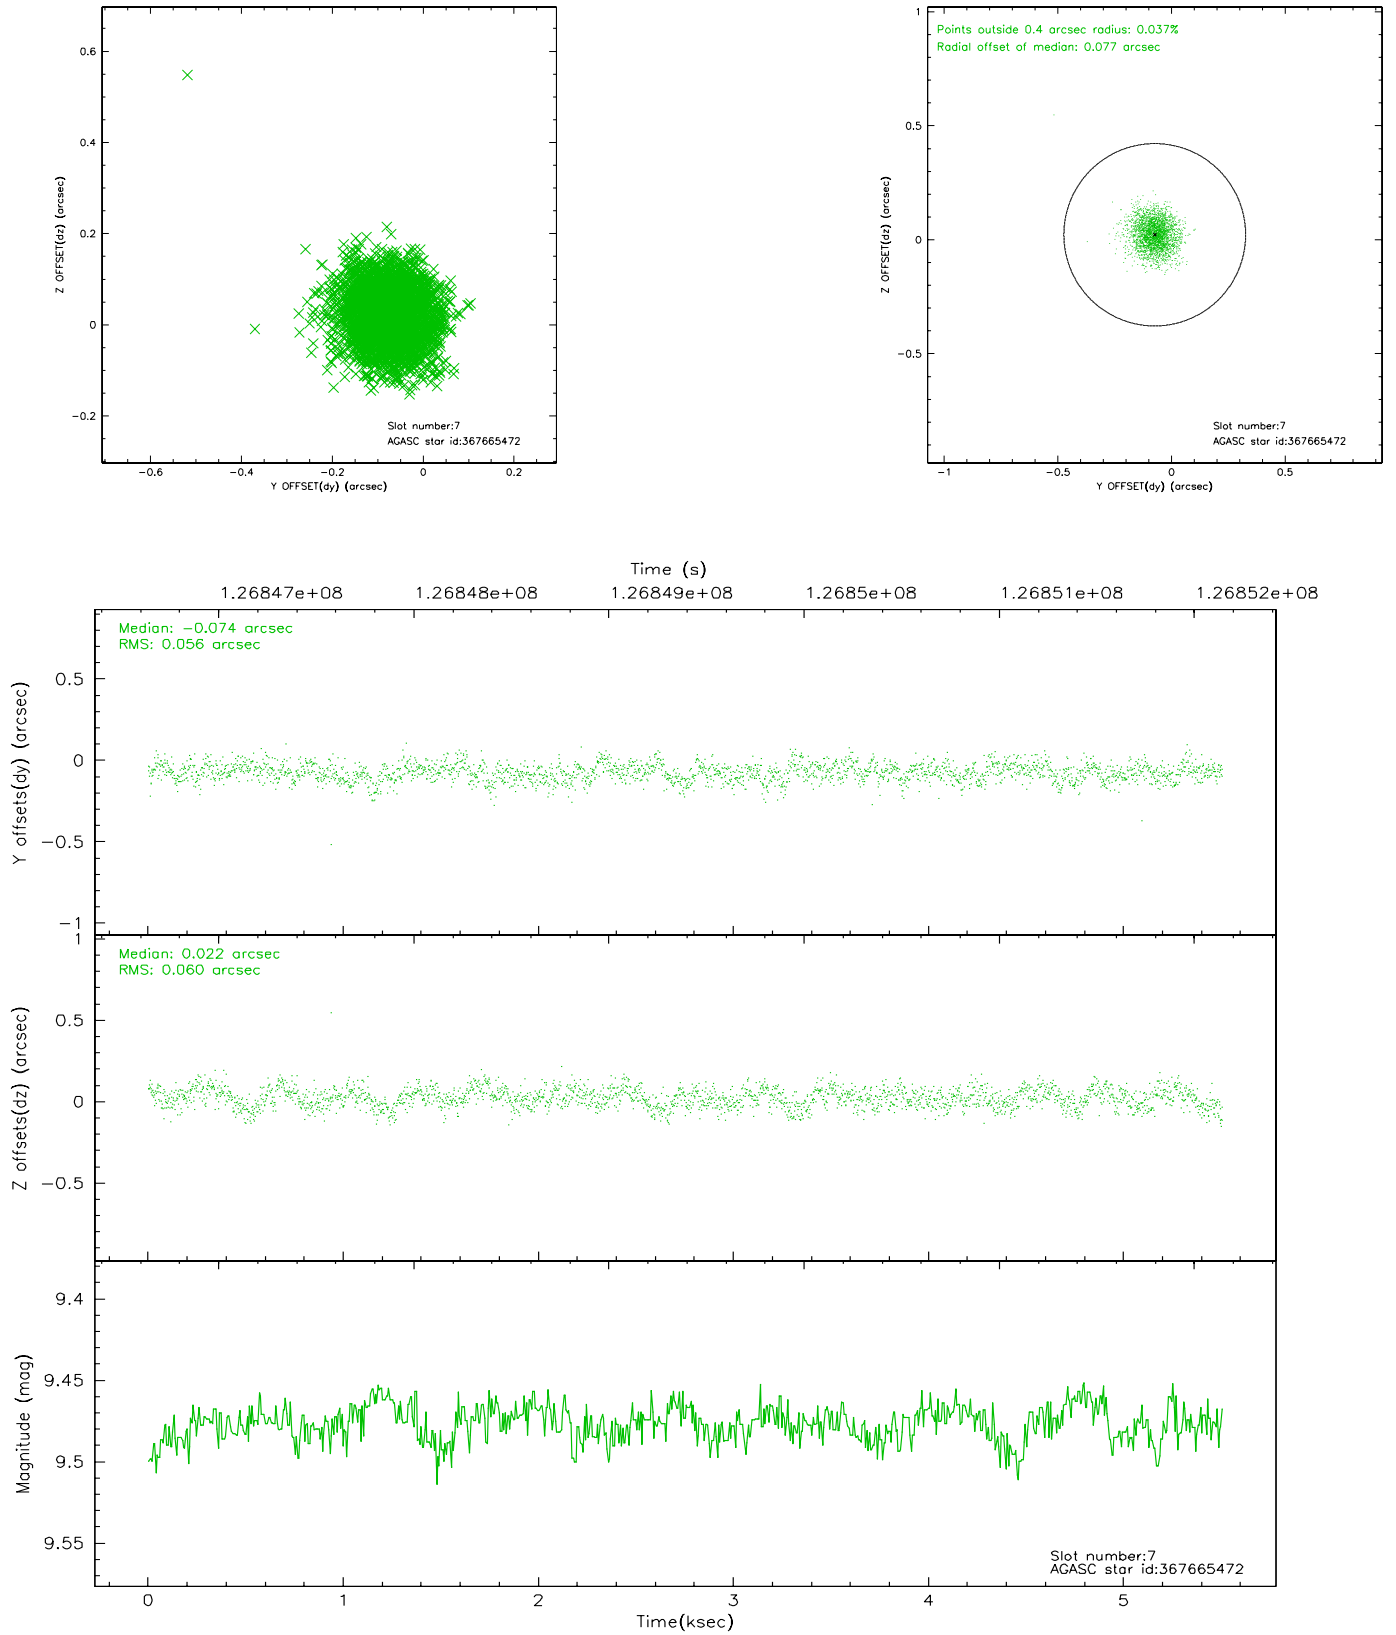 0.6
0.4
0.2
0
−0.2
Z OFFSET(dz) (arcsec)
Slot number:7
AGASC star id:367665472
−0.6 −0.4 −0.2 0 0.2
Y OFFSET(dy) (arcsec)
1
0.5
0
−0.5
Z OFFSET(dz) (arcsec)
Points outside 0.4 arcsec radius: 0.037%
Radial offset of median: 0.077 arcsec
Slot number:7
AGASC star id:367665472
−1 −0.5 0 0.5
Y OFFSET(dy) (arcsec)
Time (s)
1.26847e+08 1.26848e+08 1.26849e+08 1.2685e+08 1.26851e+08 1.26852e+08
Median: −0.074 arcsec
RMS: 0.056 arcsec
0.5
0
−0.5
−1
Y offsets(dy) (arcsec)
Median: 0.022 arcsec
RMS: 0.060 arcsec
1
0.5
0
−0.5
Z offsets(dz) (arcsec)
9.4
9.45
9.5
9.55
Magnitude (mag)
Slot number:7
AGASC star id:367665472
0 1 2 3 4 5
Time(ksec)